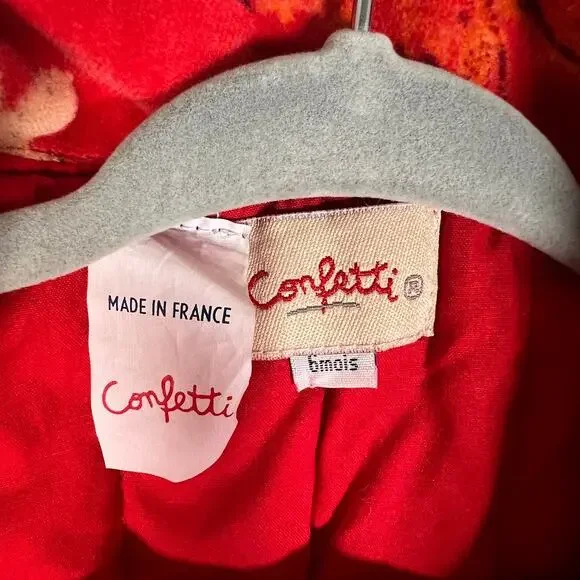 MADE IN FRANCE
Confetti
Confetti ®
6mois